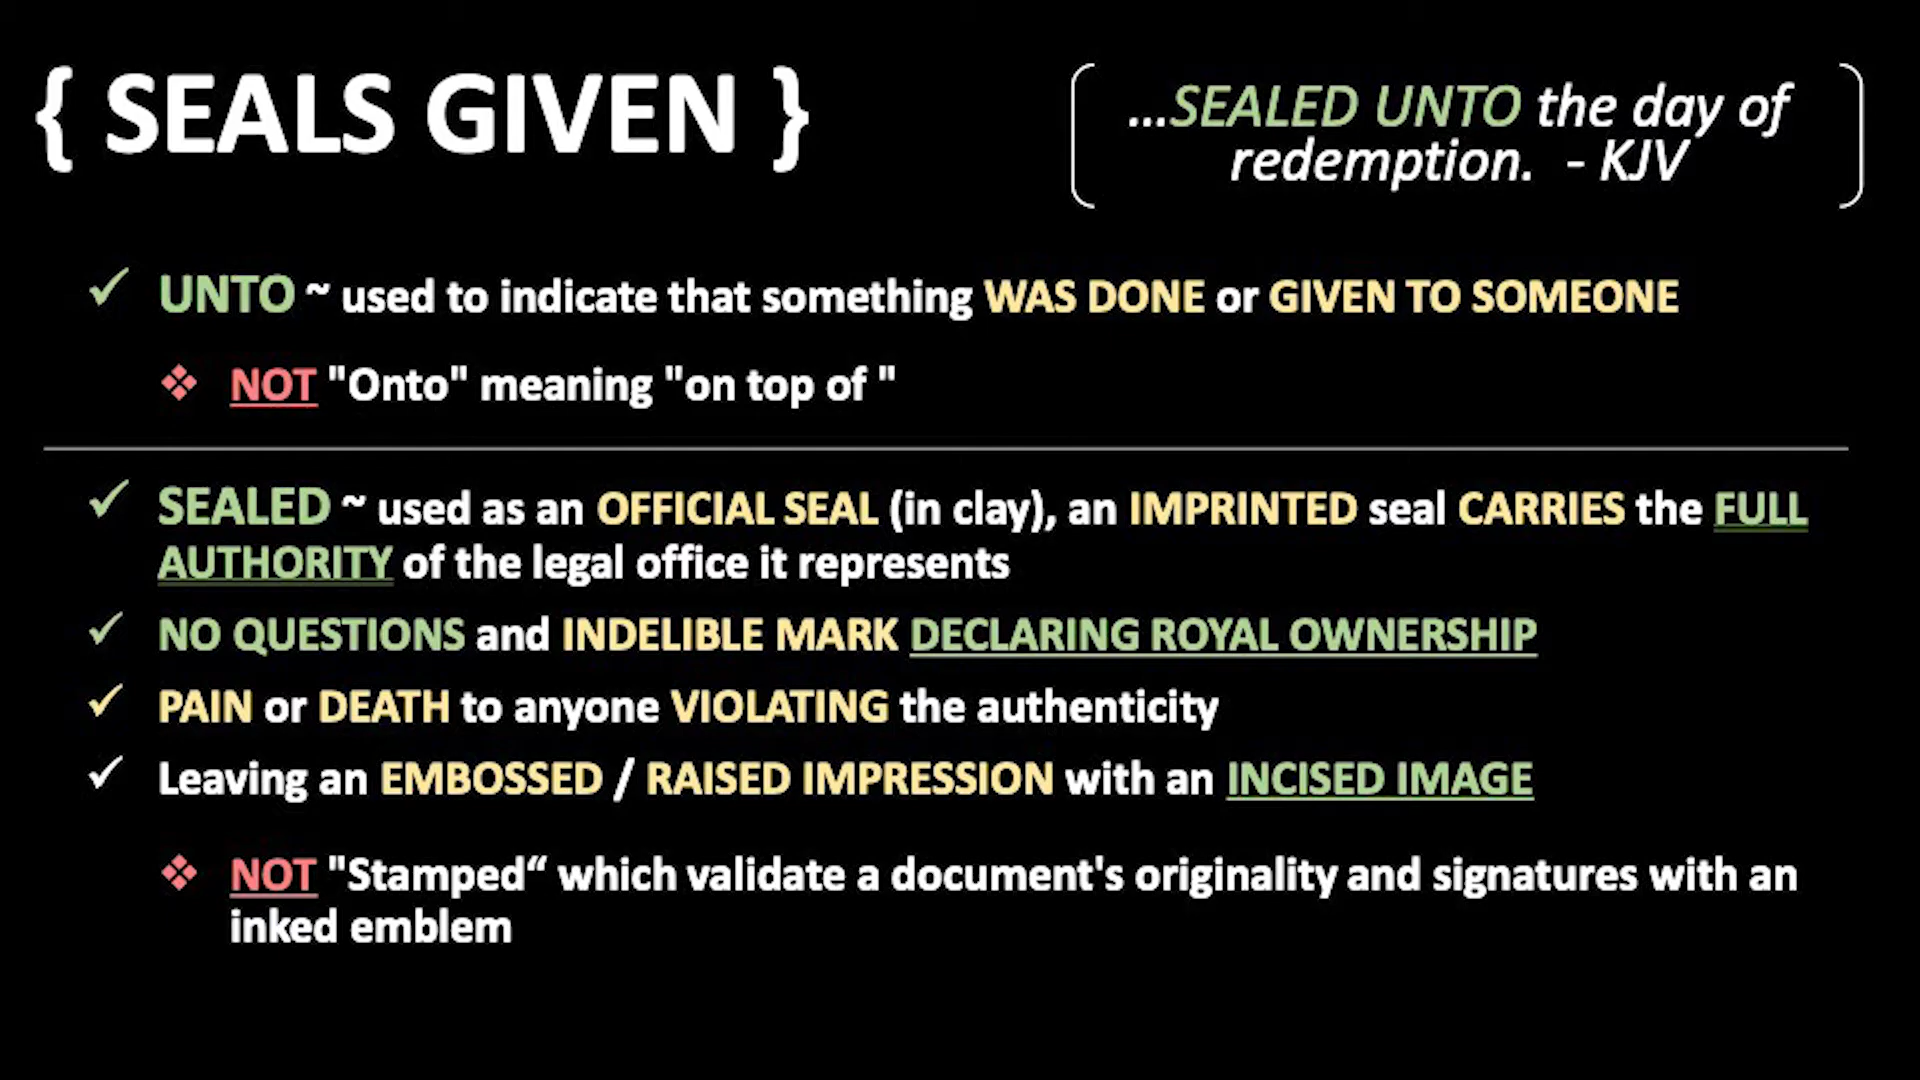 { SEALS GIVEN }
...SEALED UNTO the day of
redemption. - KJV
✓ UNTO ~ used to indicate that something WAS DONE or GIVEN TO SOMEONE
❖ NOT "Onto" meaning "on top of "
✓ SEALED ~ used as an OFFICIAL SEAL (in clay), an IMPRINTED seal CARRIES the FULL
AUTHORITY of the legal office it represents
✓ NO QUESTIONS and INDELIBLE MARK DECLARING ROYAL OWNERSHIP
✓ PAIN or DEATH to anyone VIOLATING the authenticity
✓ Leaving an EMBOSSED / RAISED IMPRESSION with an INCISED IMAGE
❖ NOT "Stamped“ which validate a document's originality and signatures with an
inked emblem